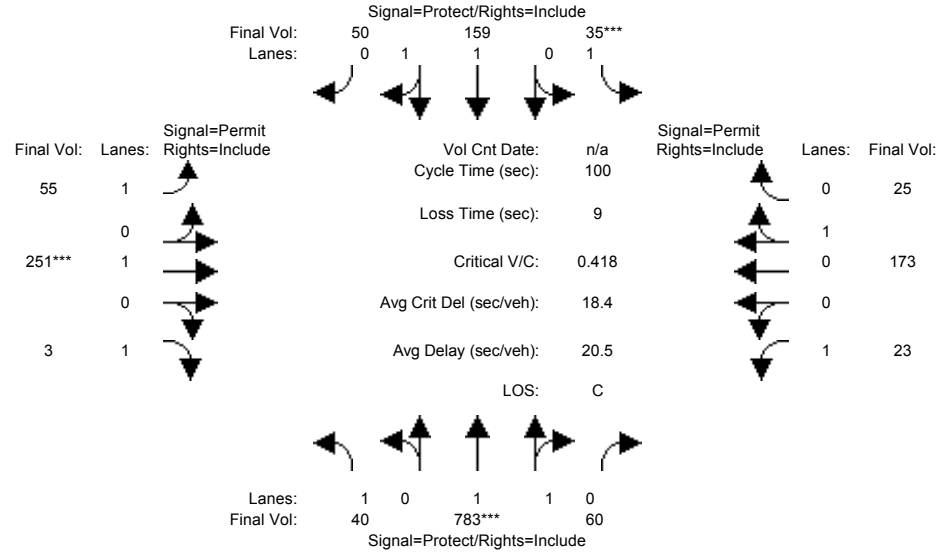 Signal=Protect/Rights=Include
Final Vol: 50 159 35***
Lanes: 0 1 1 0 1
Signal=Permit
Final Vol: Lanes: Rights=Include
Vol Cnt Date: n/a
Signal=Permit
Rights=Include Lanes: Final Vol:
Cycle Time (sec): 100
55 1
0 25
Loss Time (sec): 9
0
1
251*** 1
Critical V/C: 0.418
0 173
0
Avg Crit Del (sec/veh): 18.4
0
3 1
Avg Delay (sec/veh): 20.5
1 23
LOS: C
Lanes: 1 0 1 1 0
Final Vol: 40 783*** 60
Signal=Protect/Rights=Include